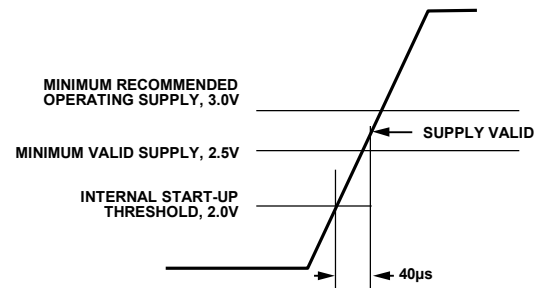 MINIMUM RECOMMENDED
OPERATING SUPPLY, 3.0V
SUPPLY VALID
MINIMUM VALID SUPPLY, 2.5V
INTERNAL START-UP
THRESHOLD, 2.0V
40µs